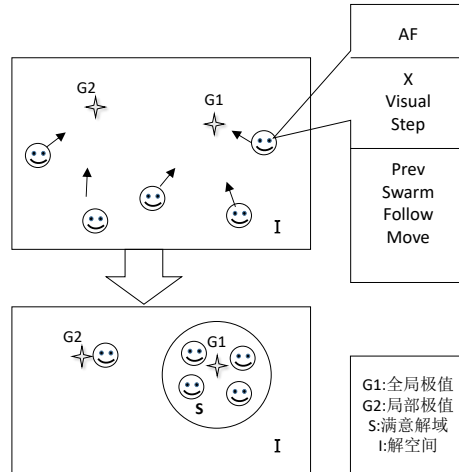 AF
X
Visual
Step
Prev
Swarm
Follow
Move
G2
G1
I
G2
G1
S
I
G1:全局极值
G2:局部极值
S:满意解域
I:解空间